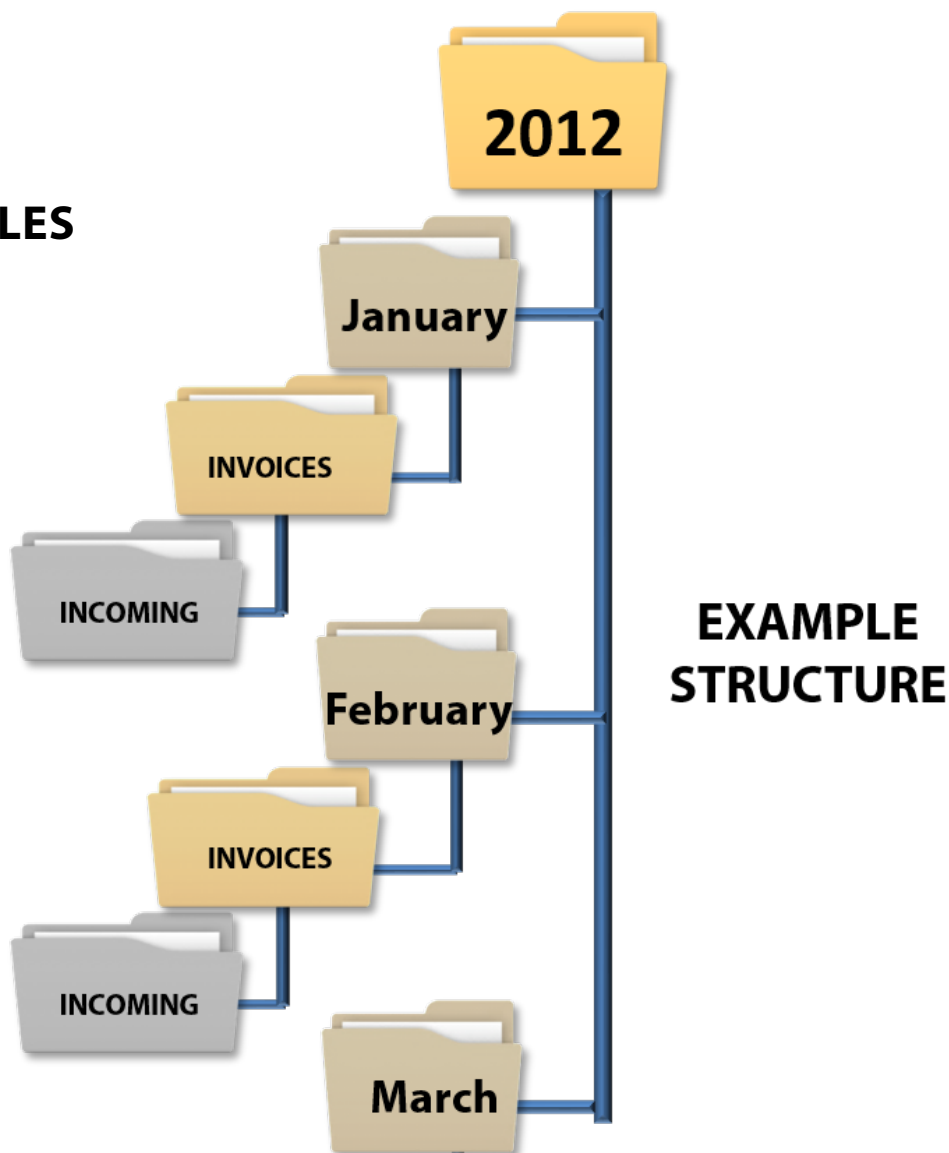 2012
LES
January
INVOICES
INCOMING
EXAMPLE
STRUCTURE
February
INVOICES
INCOMING
March